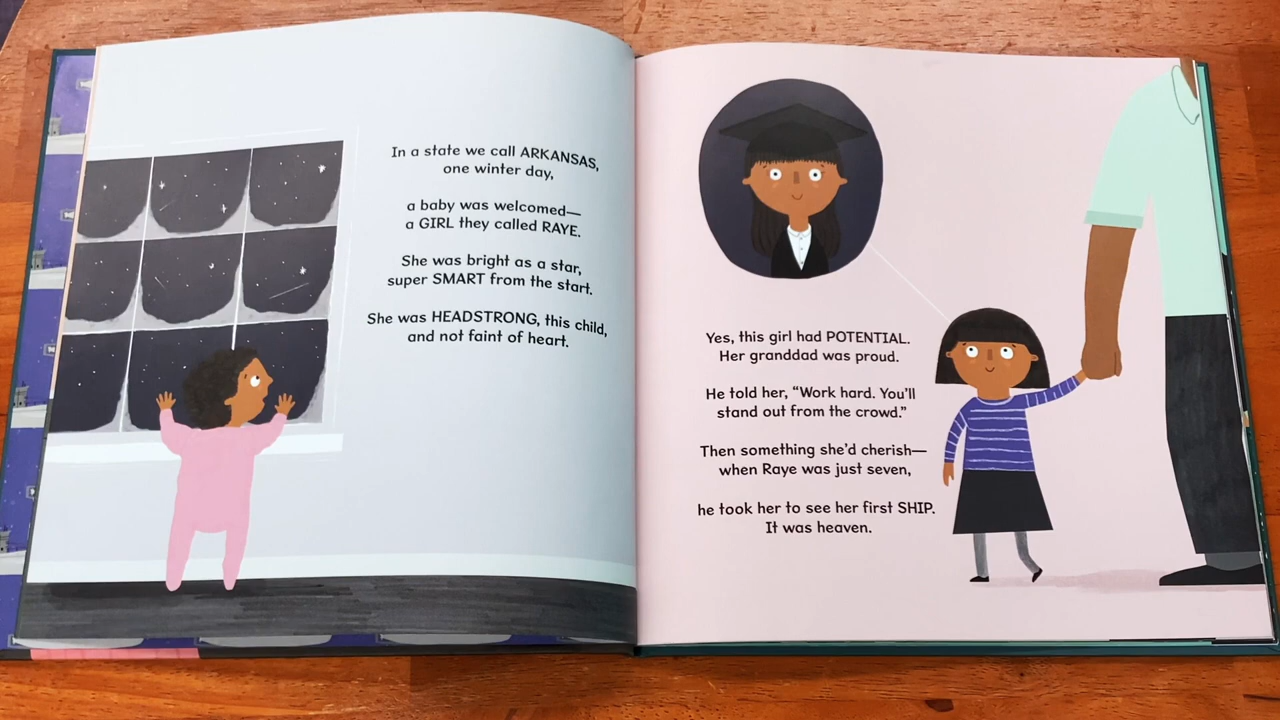 In a state we call ARKANSAS,
one winter day,
a baby was welcomed—
a GIRL they called RAYE.
She was bright as a star,
super SMART from the start.
She was HEADSTRONG, this child,
and not faint of heart.
Yes, this girl had POTENTIAL.
Her granddad was proud.
He told her, “Work hard. You’ll
stand out from the crowd.”
Then something she’d cherish—
when Raye was just seven,
he took her to see her first SHIP.
It was heaven.